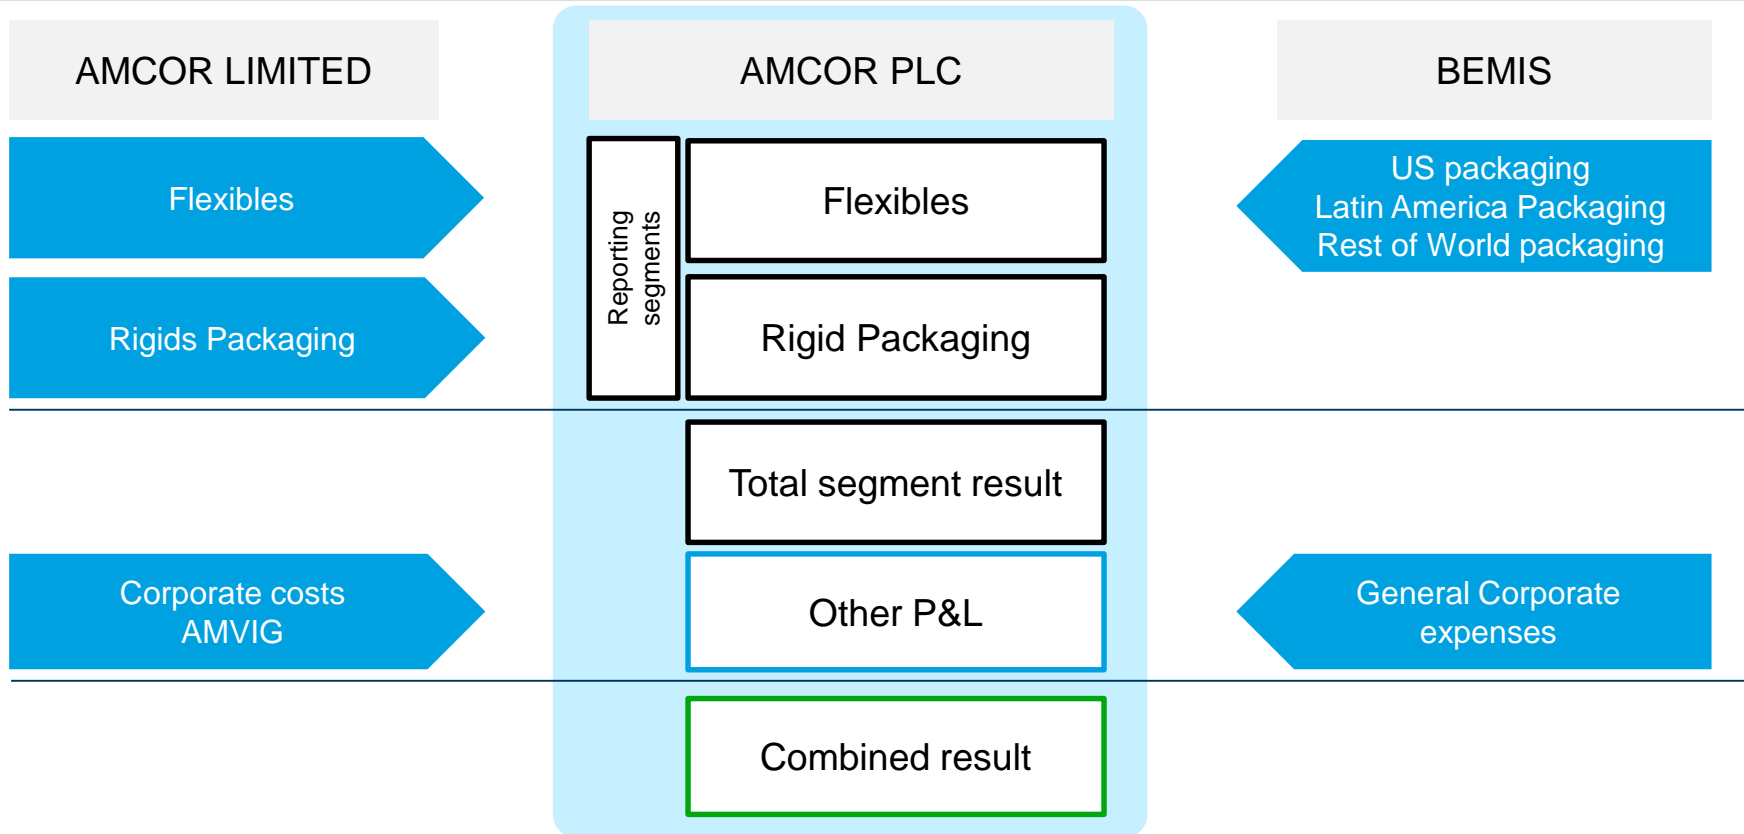 AMCOR LIMITED
AMCOR PLC
BEMIS
Flexibles
Reporting
segments
Flexibles
US packaging
Latin America Packaging
Rest of World packaging
Rigids Packaging
Rigid Packaging
Total segment result
Corporate costs
AMVIG
Other P&L
General Corporate
expenses
Combined result